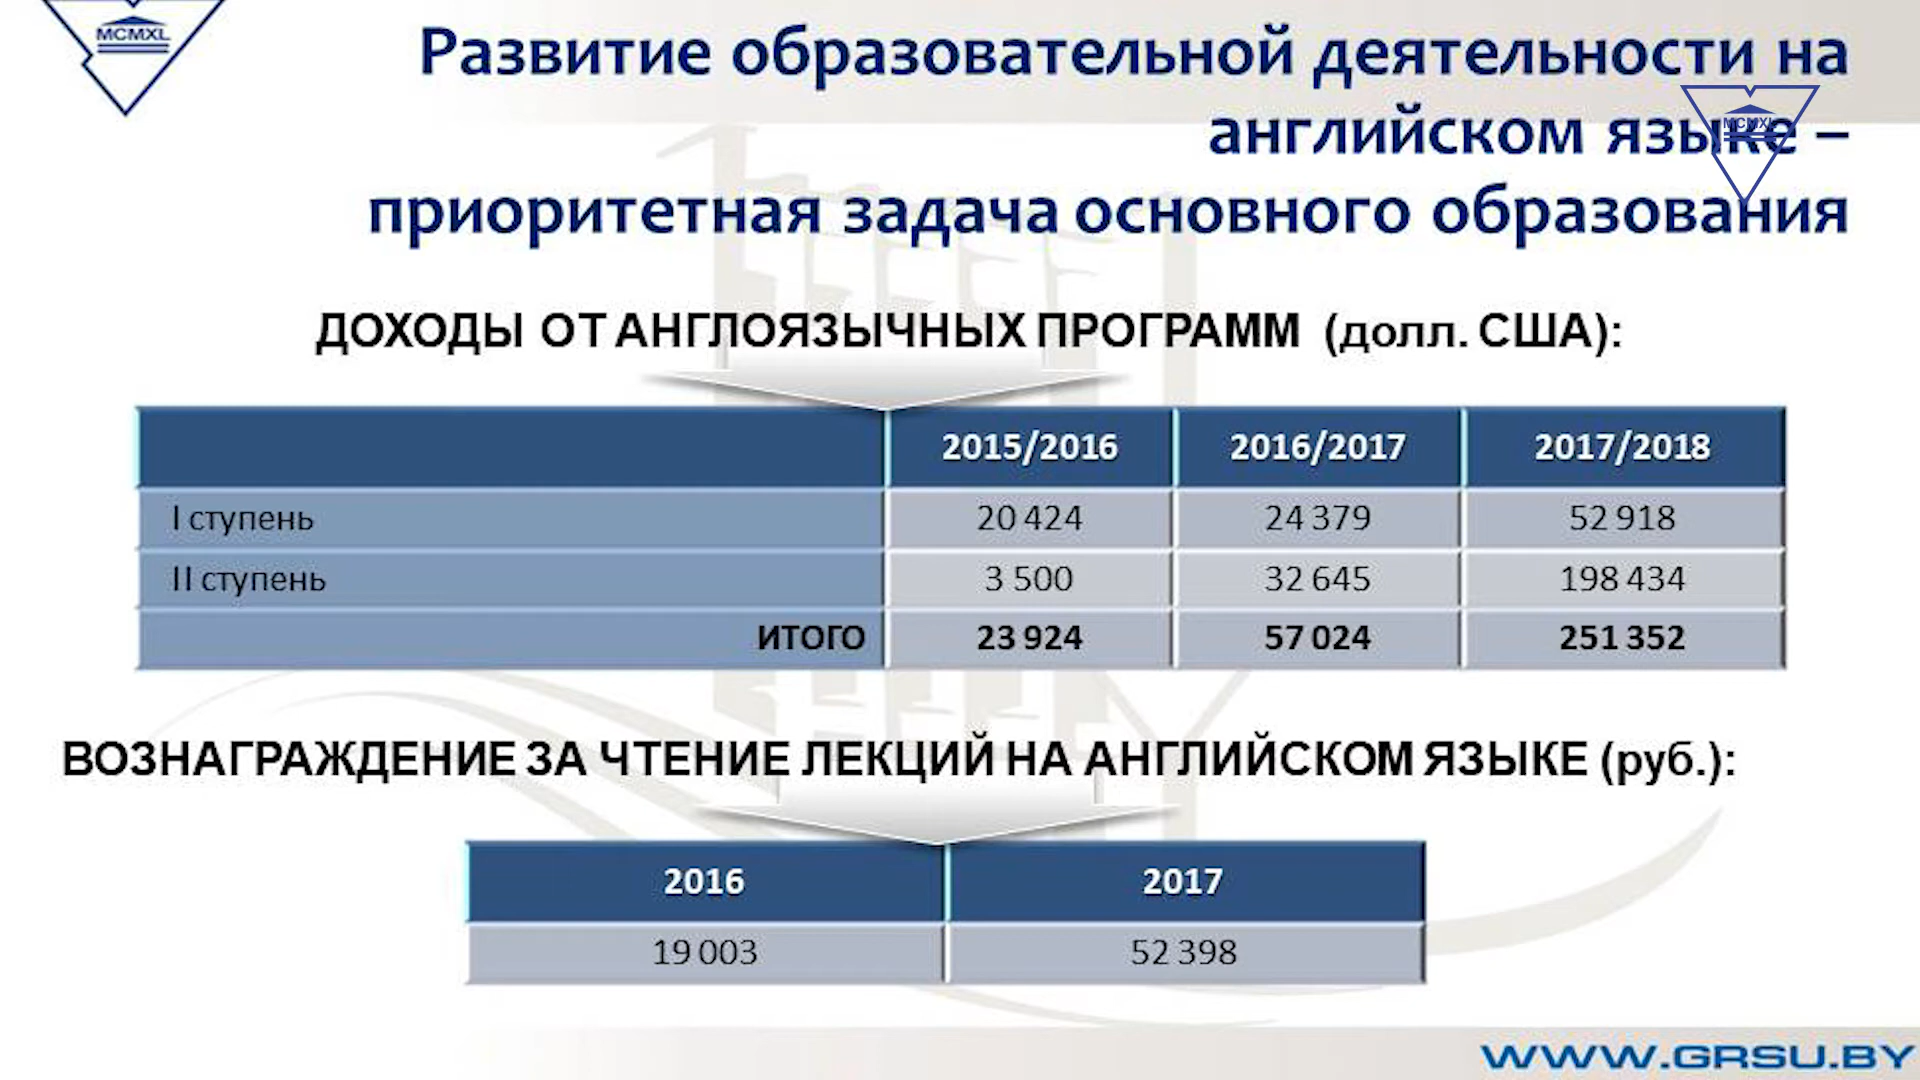 MCMXL
Развитие образовательной деятельности на
английском языке –
MCMXL
приоритетная задача основного образования
ДОХОДЫ ОТ АНГЛОЯЗЫЧНЫХ ПРОГРАММ (долл. США):
2015/2016 2016/2017 2017/2018
I ступень 20 424 24 379 52 918
II ступень 3 500 32 645 198 434
ИТОГО 23 924 57 024 251 352
ВОЗНАГРАЖДЕНИЕ ЗА ЧТЕНИЕ ЛЕКЦИЙ НА АНГЛИЙСКОМ ЯЗЫКЕ (руб.):
2016 2017
19 003 52 398
WWW.GRSU.BY